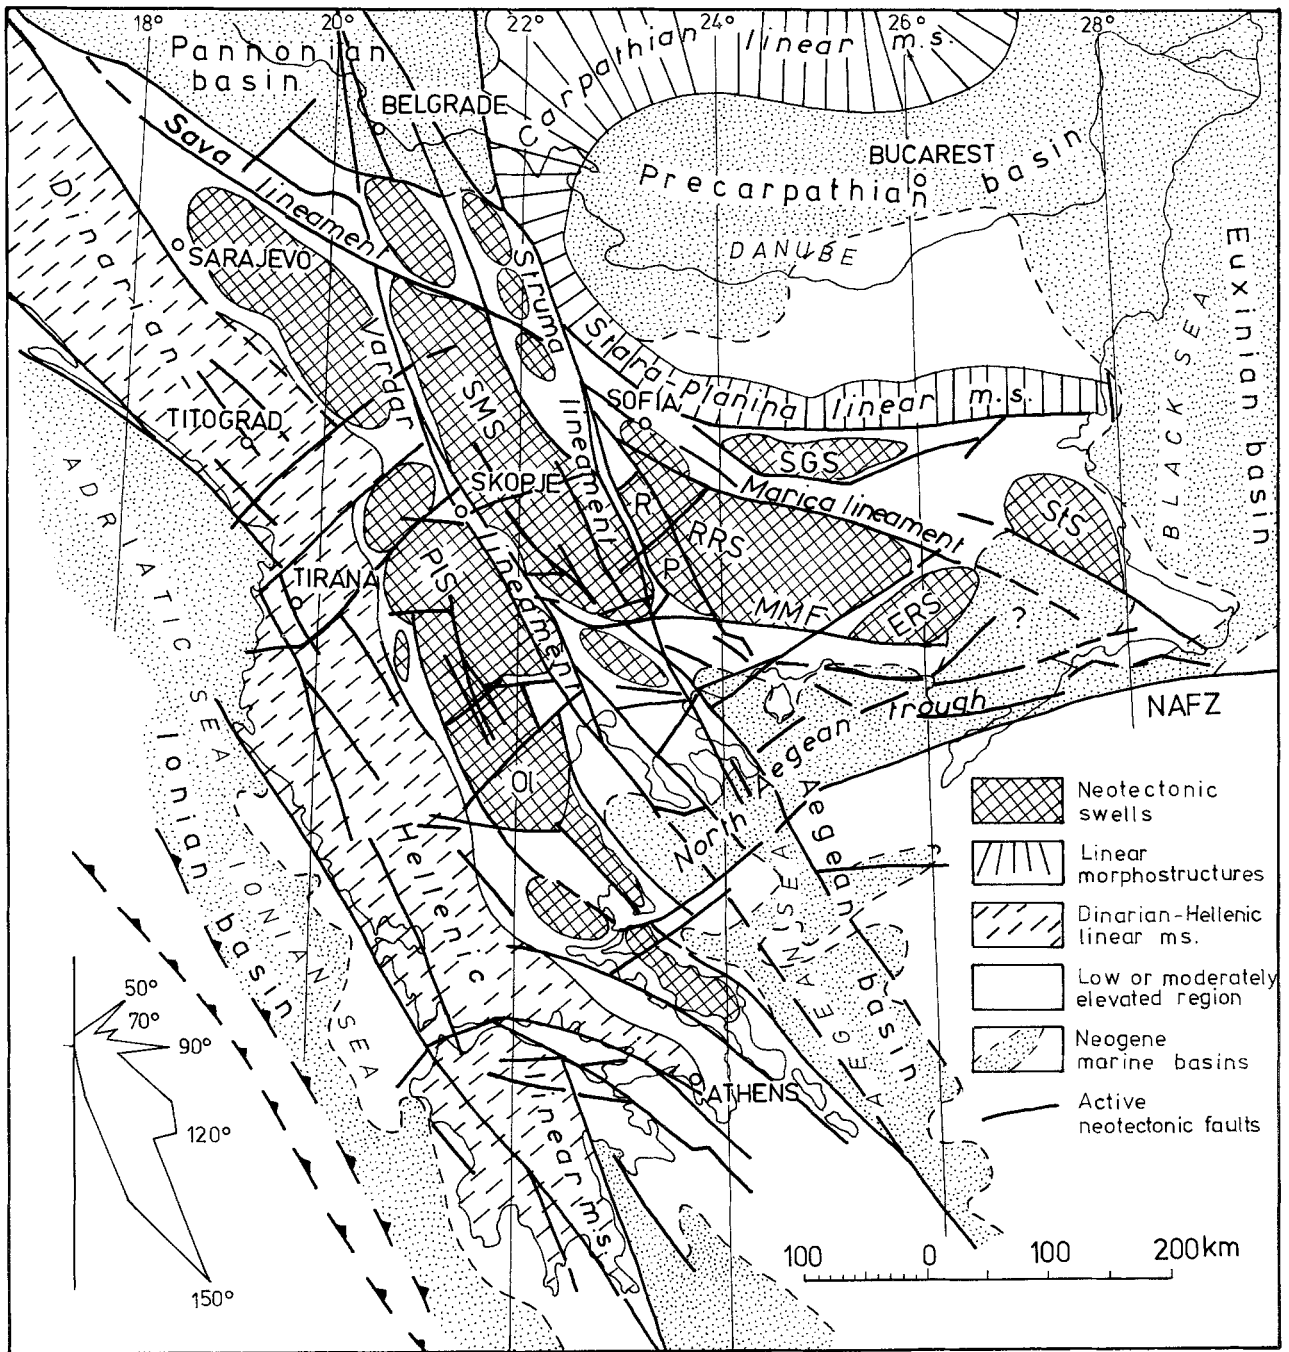 18°
20°
22°
24°
26°
28°
Pannonian
basin
Carpathian linear m.s.
BELGRADE
BUCAREST
Precarpathian basin
Sava lineament
DANUBE
Dinarian-
SARAJEVO
Struma lineament
Euxinian basin
BLACK SEA
Vardar lineament
Stara-planina linear m.s.
SMS
SOFIA
TITOGRAD
SGS
SKOPJE
Marica lineament
StS
ADRIATIC SEA
R
RRS
P
PIS
TIRANA
MMF
ERS
?
NAFZ
North Aegean trough
Ionian basin
IONIAN SEA
Ol
Hellenic
linear m.s.
Aegean basin
AEGEAN SEA
ATHENS
Neotectonic
swells
Linear
morphostructures
Dinarian-Hellenic
linear ms.
Low or moderately
elevated region
Neogene
marine basins
Active
neotectonic faults
50°
70°
90°
120°
150°
100 0 100 200km